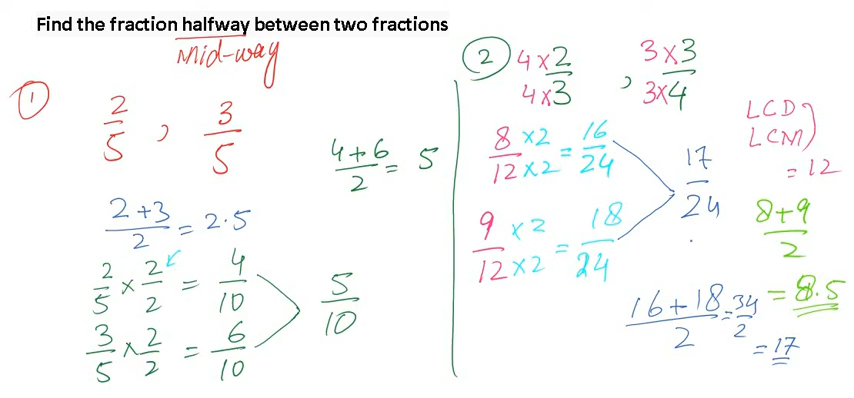 Find the fraction halfway between two fractions
Mid-way
① 2/5 , 3/5
(4+6)/2 = 5
(2+3)/2 = 2.5
2/5 × 2/2 = 4/10
3/5 × 2/2 = 6/10
5/10
② (4×2)/(4×3) , (3×3)/(3×4)
LCD
LCM
= 12
8/12 ×2/×2 = 16/24
17/24
9/12 ×2/×2 = 18/24
(8+9)/2
= 8.5
(16+18)/2 = 34/2
= 17